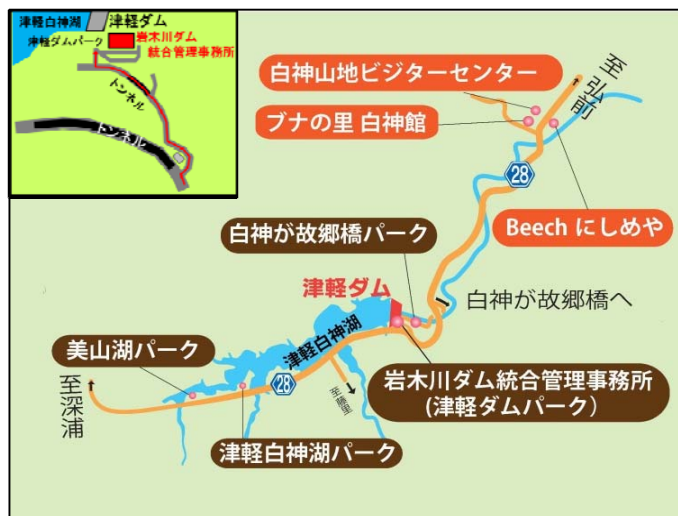 津軽白神湖
津軽ダム
津軽ダムパーク
岩木川ダム
統合管理事務所
トンネル
トンネル
白神山地ビジターセンター
至弘前
ブナの里 白神館
28
Beech にしめや
白神が故郷橋パーク
津軽ダム
白神が故郷橋へ
津軽白神湖
美山湖パーク
岩木川ダム統合管理事務所
(津軽ダムパーク)
至深浦
28
至藤里
津軽白神湖パーク